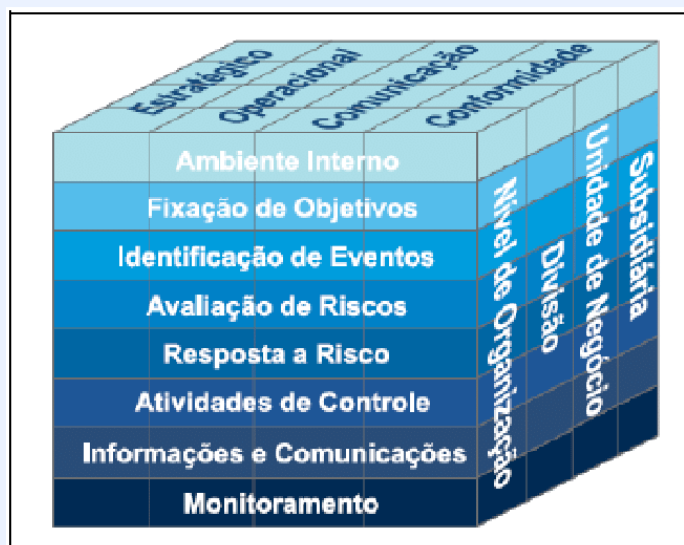 Estratégico
Operacional
Comunicação
Conformidade
Ambiente Interno
Fixação de Objetivos
Identificação de Eventos
Avaliação de Riscos
Resposta a Risco
Atividades de Controle
Informações e Comunicações
Monitoramento
Nível de Organização
Divisão
Unidade de Negócio
Subsidiária